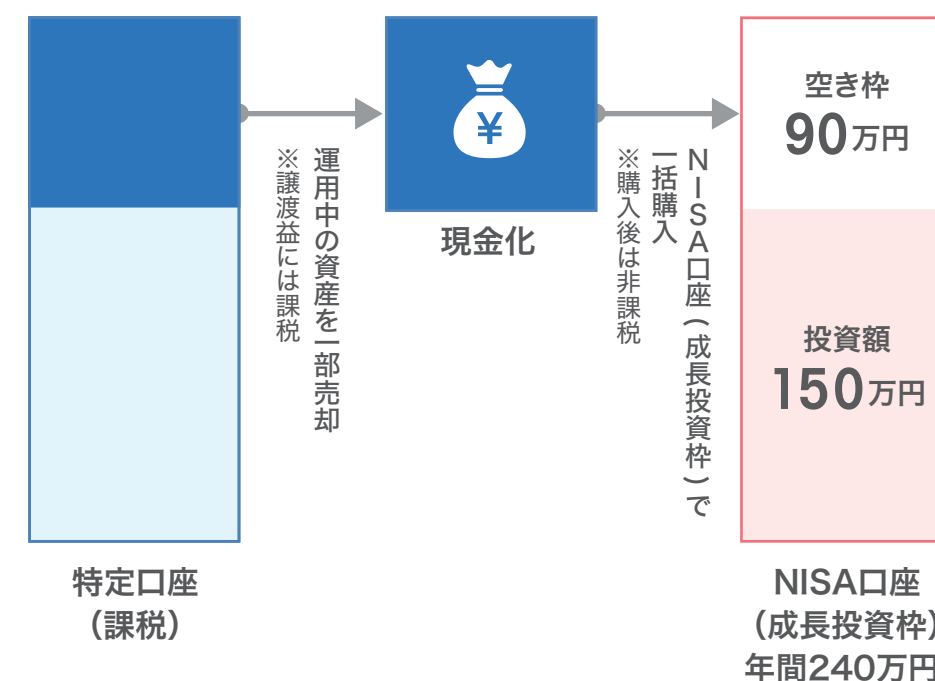 特定口座
（課税）
運用中の資産を一部売却
※譲渡益には課税
¥
現金化
NISA口座（成長投資枠）で
一括購入
※購入後は非課税
空き枠
90万円
投資額
150万円
NISA口座
（成長投資枠）
年間240万円